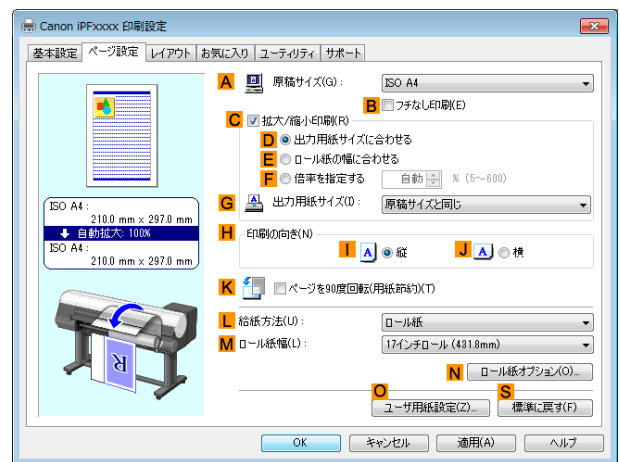 Canon iPFxxxx 印刷設定
基本設定 ページ設定 レイアウト お気に入り ユーティリティ サポート
A 原稿サイズ(G): ISO A4
B フチなし印刷(E)
C 拡大/縮小印刷(R)
D 出力用紙サイズに合わせる
E ロール紙の幅に合わせる
F 倍率を指定する 自動 % (5～600)
G 出力用紙サイズ(I): 原稿サイズと同じ
H 印刷の向き(N)
I A 縦 J A 横
K ページを90度回転(用紙節約)(T)
L 給紙方法(U): ロール紙
M ロール紙幅(L): 17インチロール (431.8mm)
N ロール紙オプション(O)...
O S
ユーザ用紙設定(Z)... 標準に戻す(F)
ISO A4:
210.0 mm x 297.0 mm
自動拡大: 100%
ISO A4:
210.0 mm x 297.0 mm
R
OK キャンセル 適用(A) ヘルプ